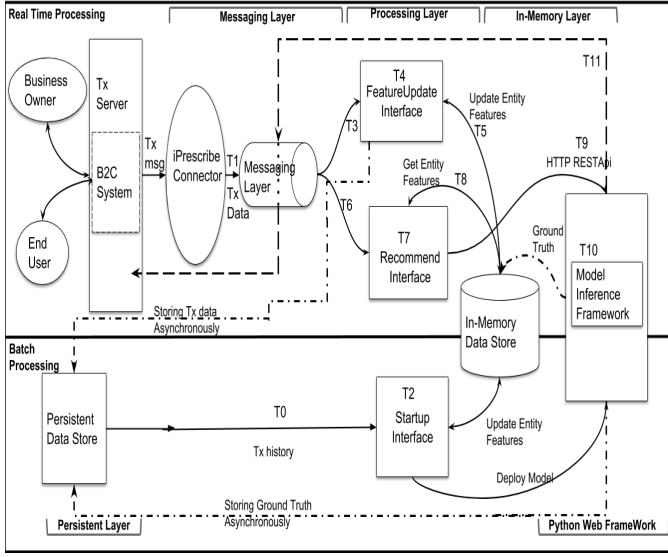 Real Time Processing
Messaging Layer
Processing Layer
In-Memory Layer
Business
Owner
Tx
Server
B2C
System
End
User
Tx
msg
iPrescribe
Connector
T1
Tx
Data
Messaging
Layer
T3
T6
T4
FeatureUpdate
Interface
Update Entity
Features
T5
Get Entity
Features
T8
T7
Recommend
Interface
T11
T9
HTTP RESTApi
Ground
Truth
T10
Model
Inference
Framework
In-Memory
Data Store
Storing Tx data
Asynchronously
Batch
Processing
Persistent
Data Store
T0
Tx history
T2
Startup
Interface
Update Entity
Features
Deploy Model
Storing Ground Truth
Asynchronously
Persistent Layer
Python Web FrameWork